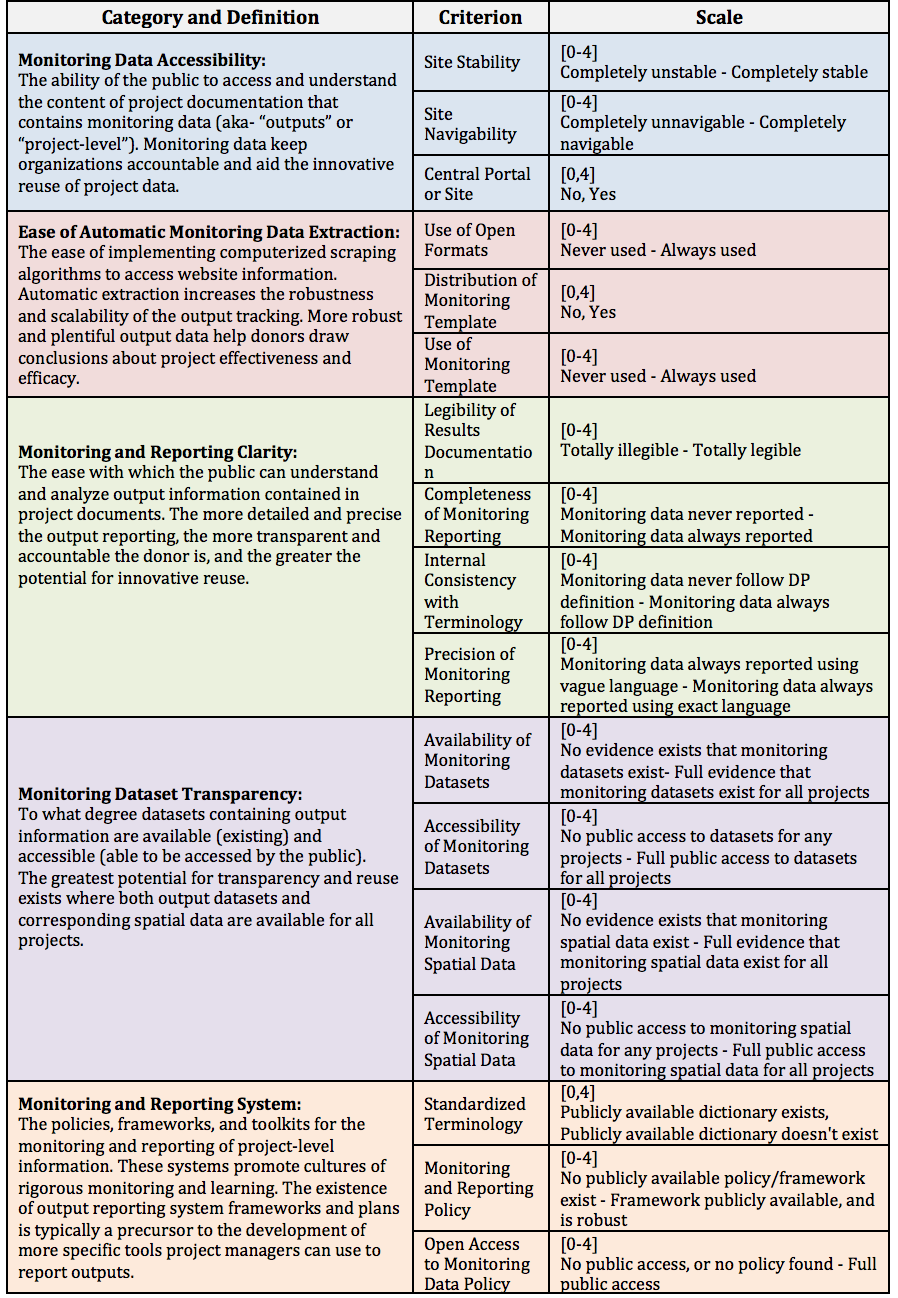 Category and Definition
Criterion
Scale
Monitoring Data Accessibility:
The ability of the public to access and understand
the content of project documentation that
contains monitoring data (aka- “outputs” or
“project-level”). Monitoring data keep
organizations accountable and aid the innovative
reuse of project data.
Site Stability
[0-4]
Completely unstable - Completely stable
Site
Navigability
[0-4]
Completely unnavigable - Completely
navigable
Central Portal
or Site
[0,4]
No, Yes
Ease of Automatic Monitoring Data Extraction:
The ease of implementing computerized scraping
algorithms to access website information.
Automatic extraction increases the robustness
and scalability of the output tracking. More robust
and plentiful output data help donors draw
conclusions about project effectiveness and
efficacy.
Use of Open
Formats
[0-4]
Never used - Always used
Distribution of
Monitoring
Template
[0,4]
No, Yes
Use of
Monitoring
Template
[0-4]
Never used - Always used
Monitoring and Reporting Clarity:
The ease with which the public can understand
and analyze output information contained in
project documents. The more detailed and precise
the output reporting, the more transparent and
accountable the donor is, and the greater the
potential for innovative reuse.
Legibility of
Results
Documentatio
n
[0-4]
Totally illegible - Totally legible
Completeness
of Monitoring
Reporting
[0-4]
Monitoring data never reported -
Monitoring data always reported
Internal
Consistency
with
Terminology
[0-4]
Monitoring data never follow DP
definition - Monitoring data always
follow DP definition
Precision of
Monitoring
Reporting
[0-4]
Monitoring data always reported using
vague language - Monitoring data always
reported using exact language
Monitoring Dataset Transparency:
To what degree datasets containing output
information are available (existing) and
accessible (able to be accessed by the public).
The greatest potential for transparency and reuse
exists where both output datasets and
corresponding spatial data are available for all
projects.
Availability of
Monitoring
Datasets
[0-4]
No evidence exists that monitoring
datasets exist- Full evidence that
monitoring datasets exist for all projects
Accessibility
of Monitoring
Datasets
[0-4]
No public access to datasets for any
projects - Full public access to datasets
for all projects
Availability of
Monitoring
Spatial Data
[0-4]
No evidence exists that monitoring
spatial data exist - Full evidence that
monitoring spatial data exist for all
projects
Accessibility
of Monitoring
Spatial Data
[0-4]
No public access to monitoring spatial
data for any projects - Full public access
to monitoring spatial data for all projects
Monitoring and Reporting System:
The policies, frameworks, and toolkits for the
monitoring and reporting of project-level
information. These systems promote cultures of
rigorous monitoring and learning. The existence
of output reporting system frameworks and plans
is typically a precursor to the development of
more specific tools project managers can use to
report outputs.
Standardized
Terminology
[0,4]
Publicly available dictionary exists,
Publicly available dictionary doesn't exist
Monitoring
and Reporting
Policy
[0-4]
No publicly available policy/framework
exist - Framework publicly available, and
is robust
Open Access
to Monitoring
Data Policy
[0-4]
No public access, or no policy found - Full
public access